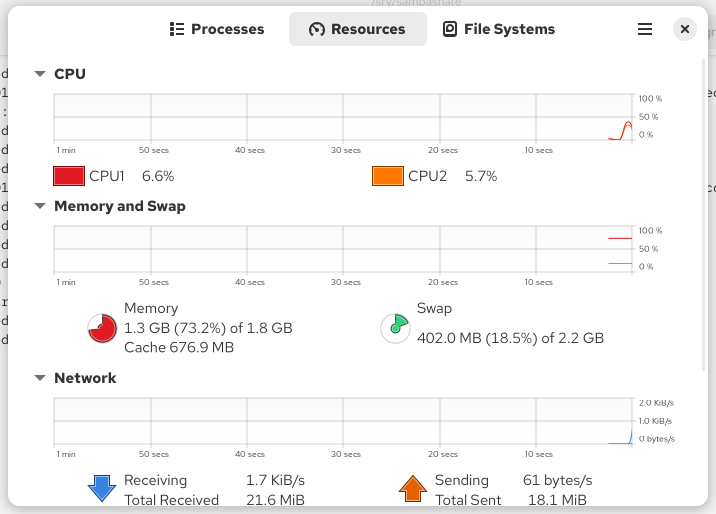 /srv/sambashare
Processes
Resources
File Systems
CPU
100 %
50 %
0 %
1 min 50 secs 40 secs 30 secs 20 secs 10 secs
CPU1 6.6% CPU2 5.7%
Memory and Swap
100 %
50 %
0 %
1 min 50 secs 40 secs 30 secs 20 secs 10 secs
Memory
1.3 GB (73.2%) of 1.8 GB
Cache 676.9 MB
Swap
402.0 MB (18.5%) of 2.2 GB
Network
2.0 KiB/s
1.0 KiB/s
0 bytes/s
1 min 50 secs 40 secs 30 secs 20 secs 10 secs
Receiving 1.7 KiB/s
Total Received 21.6 MiB
Sending 61 bytes/s
Total Sent 18.1 MiB